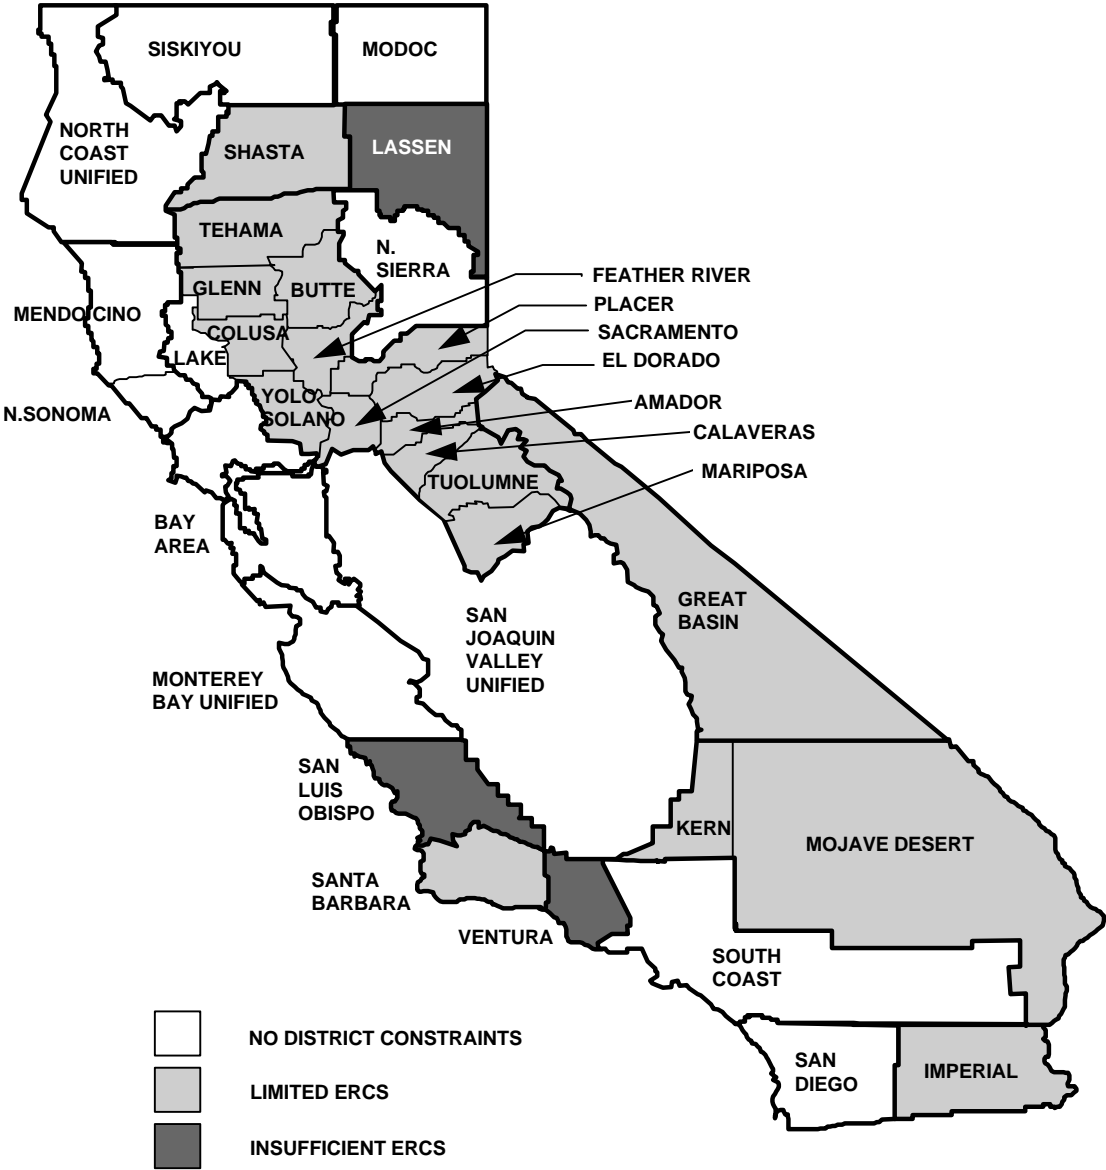 SISKIYOU
MODOC
NORTH
COAST
UNIFIED
SHASTA
LASSEN
TEHAMA
N.
SIERRA
FEATHER RIVER
GLENN
BUTTE
PLACER
MENDOCINO
COLUSA
SACRAMENTO
LAKE
EL DORADO
YOLO
SOLANO
AMADOR
N.SONOMA
CALAVERAS
MARIPOSA
TUOLUMNE
BAY
AREA
GREAT
BASIN
SAN
JOAQUIN
VALLEY
UNIFIED
MONTEREY
BAY UNIFIED
SAN
LUIS
OBISPO
KERN
MOJAVE DESERT
SANTA
BARBARA
VENTURA
SOUTH
COAST
NO DISTRICT CONSTRAINTS
SAN
DIEGO
IMPERIAL
LIMITED ERCS
INSUFFICIENT ERCS